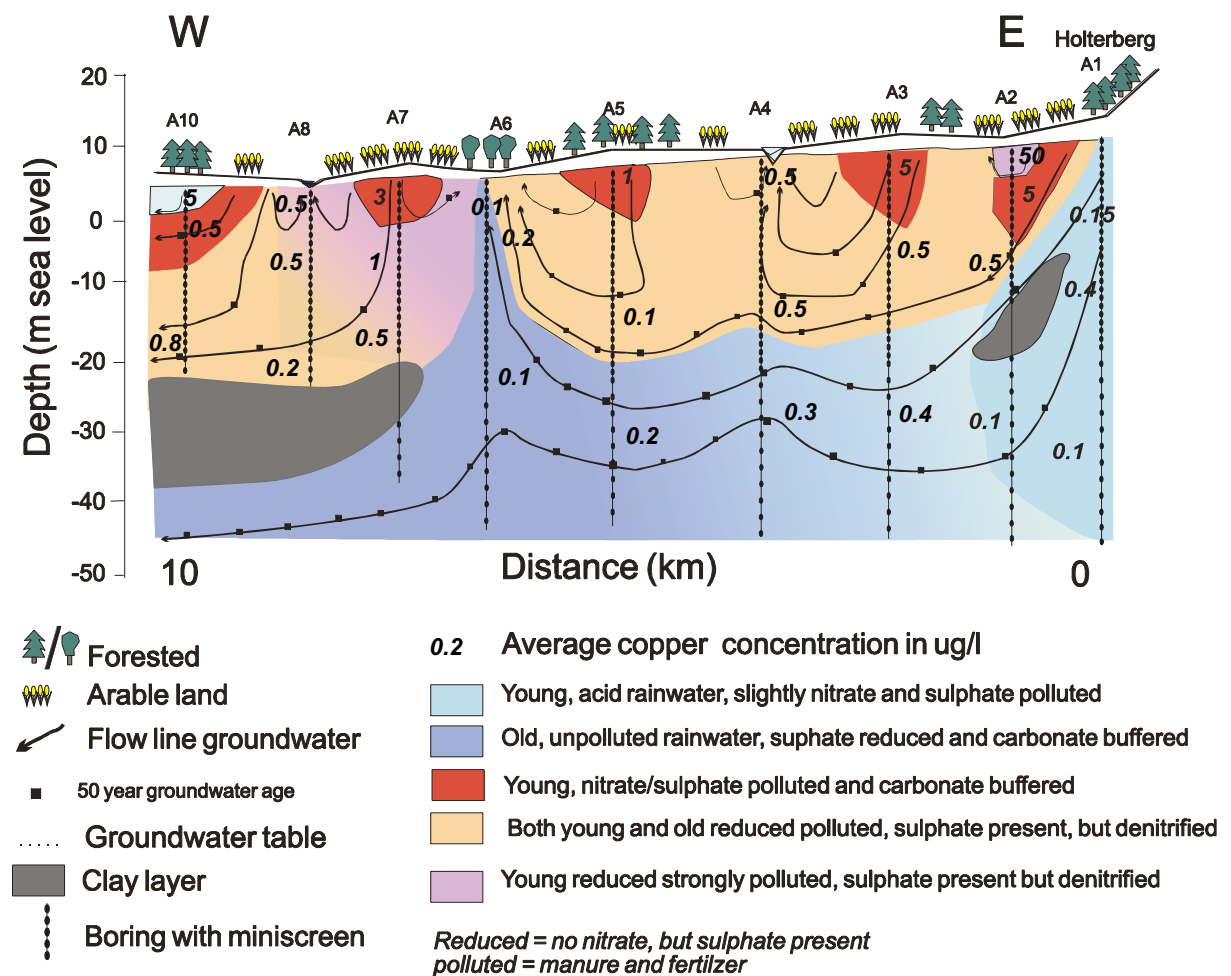 W
E
Holterberg
A1
A10
A8
A7
A6
A5
A4
A3
A2
Depth (m sea level)
20
10
0
-10
-20
-30
-40
-50
5
0.5
0.8
0.5
0.5
0.2
3
1
0.5
0.1
0.2
0.1
1
0.1
0.2
0.5
0.5
0.3
5
0.5
0.4
50
5
0.5
0.1
0.15
0.4
0.1
10
Distance (km)
0
Forested
Arable land
Flow line groundwater
50 year groundwater age
Groundwater table
Clay layer
Boring with miniscreen
0.2 Average copper concentration in ug/l
Young, acid rainwater, slightly nitrate and sulphate polluted
Old, unpolluted rainwater, suphate reduced and carbonate buffered
Young, nitrate/sulphate polluted and carbonate buffered
Both young and old reduced polluted, sulphate present, but denitrified
Young reduced strongly polluted, sulphate present but denitrified
Reduced = no nitrate, but sulphate present
polluted = manure and fertilzer